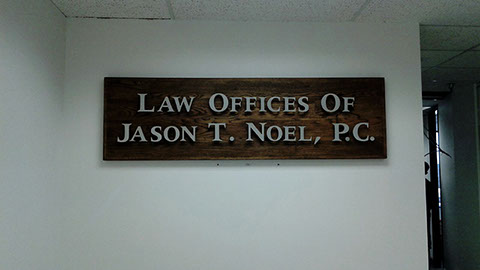 LAW OFFICES OF
JASON T. NOEL, P.C.